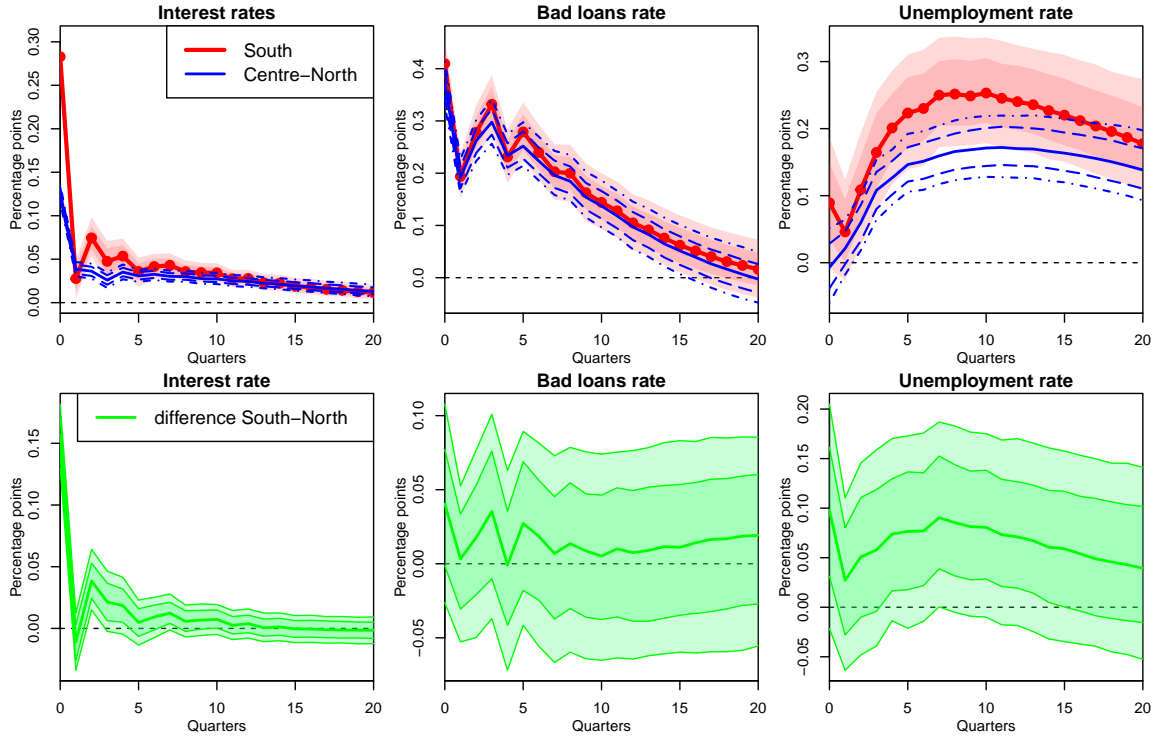 Interest rates
Percentage points
0.00 0.05 0.10 0.15 0.20 0.25 0.30
South
Centre−North
0 5 10 15 20
Quarters
Bad loans rate
Percentage points
0.0 0.1 0.2 0.3 0.4
0 5 10 15 20
Quarters
Unemployment rate
Percentage points
0.0 0.1 0.2 0.3
0 5 10 15 20
Quarters
Interest rate
Percentage points
0.00 0.05 0.10 0.15
difference South−North
0 5 10 15 20
Quarters
Bad loans rate
Percentage points
−0.05 0.00 0.05 0.10
0 5 10 15 20
Quarters
Unemployment rate
Percentage points
−0.05 0.00 0.05 0.10 0.15 0.20
0 5 10 15 20
Quarters